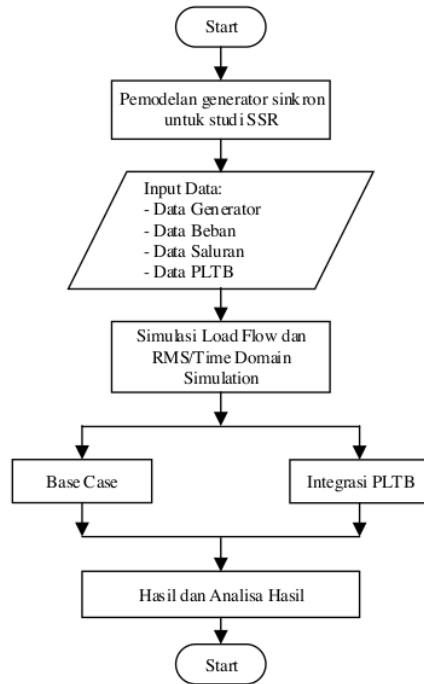 Start
Pemodelan generator sinkron
untuk studi SSR
Input Data:
- Data Generator
- Data Beban
- Data Saluran
- Data PLTB
Simulasi Load Flow dan
RMS/Time Domain
Simulation
Base Case
Integrasi PLTB
Hasil dan Analisa Hasil
Start